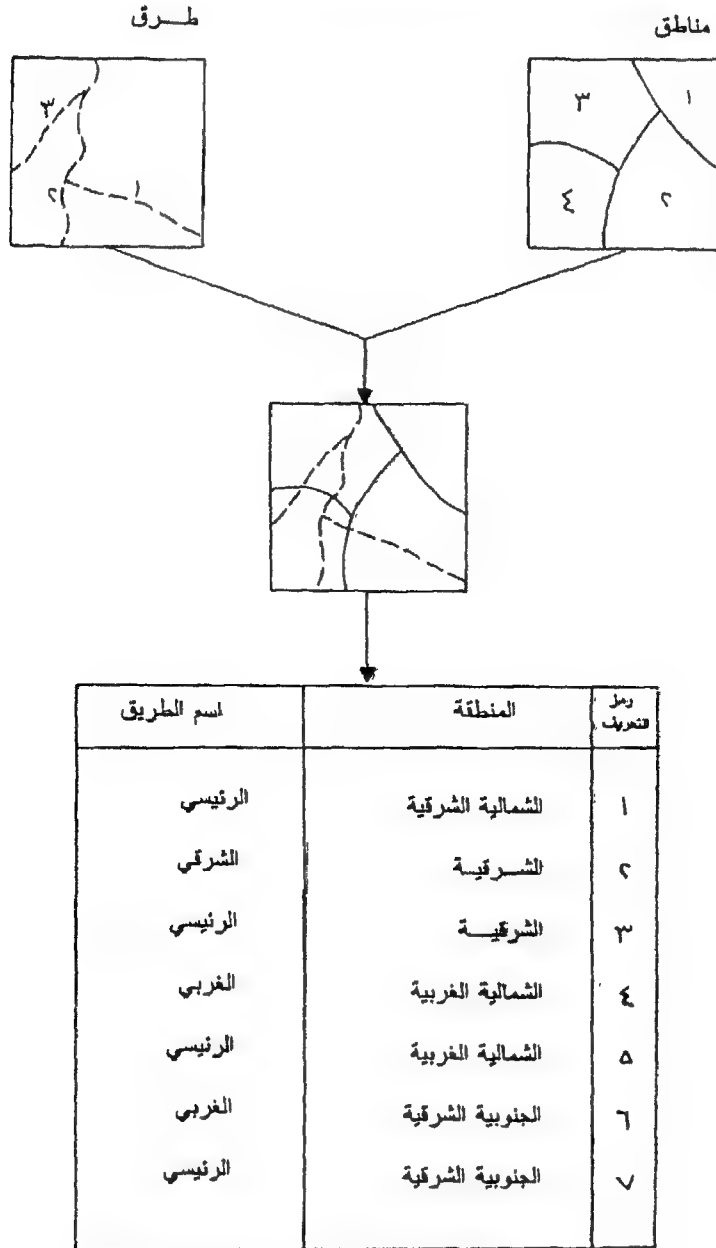 مناطق
طـــرق
١
٣
٢
٤
٣
٢
١
رمز التعريف
المنطقة
اسم الطريق
١ الشمالية الشرقية الرئيسي
٢ الشـــرقيـة الشرقي
٣ الشرقيـــة الرئيسي
٤ الشمالية الغربية الغربي
٥ الشمالية الغربية الرئيسي
٦ الجنوبية الشرقية الغربي
٧ الجنوبية الشرقية الرئيسي